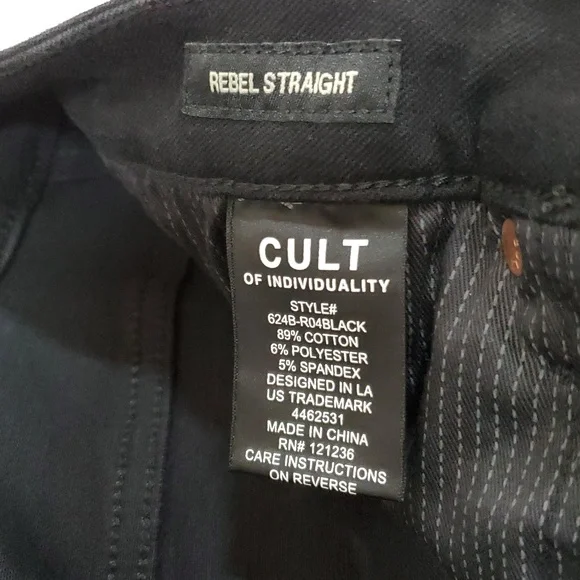 REBEL STRAIGHT
CULT
OF INDIVIDUALITY
STYLE#
624B-R04BLACK
89% COTTON
6% POLYESTER
5% SPANDEX
DESIGNED IN LA
US TRADEMARK
4462531
MADE IN CHINA
RN# 121236
CARE INSTRUCTIONS
ON REVERSE